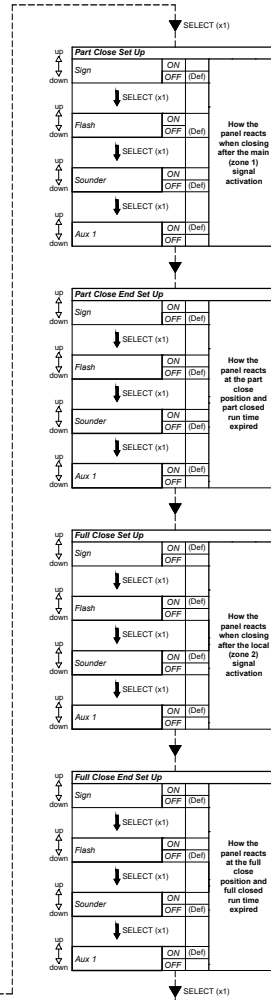 SELECT (x1)
Part Close Set Up
up
down
Sign
ON
OFF (Def)
SELECT (x1)
up
down
Flash
ON
OFF (Def)
SELECT (x1)
up
down
Sounder
ON
OFF (Def)
SELECT (x1)
up
down
Aux 1
ON (Def)
OFF
How the
panel reacts
when closing
after the main
(zone 1)
signal
activation
Part Close End Set Up
up
down
Sign
ON
OFF (Def)
SELECT (x1)
up
down
Flash
ON (Def)
OFF
SELECT (x1)
up
down
Sounder
ON (Def)
OFF
SELECT (x1)
up
down
Aux 1
ON (Def)
OFF
How the
panel reacts
at the part
close
position and
part closed
run time
expired
Full Close Set Up
up
down
Sign
ON (Def)
OFF
SELECT (x1)
up
down
Flash
ON (Def)
OFF
SELECT (x1)
up
down
Sounder
ON (Def)
OFF
SELECT (x1)
up
down
Aux 1
ON (Def)
OFF
How the
panel reacts
when closing
after the local
(zone 2)
signal
activation
Full Close End Set Up
up
down
Sign
ON (Def)
OFF
SELECT (x1)
up
down
Flash
ON (Def)
OFF
SELECT (x1)
up
down
Sounder
ON (Def)
OFF
SELECT (x1)
up
down
Aux 1
ON (Def)
OFF
How the
panel reacts
at the full
close
position and
full closed
run time
expired
SELECT (x1)